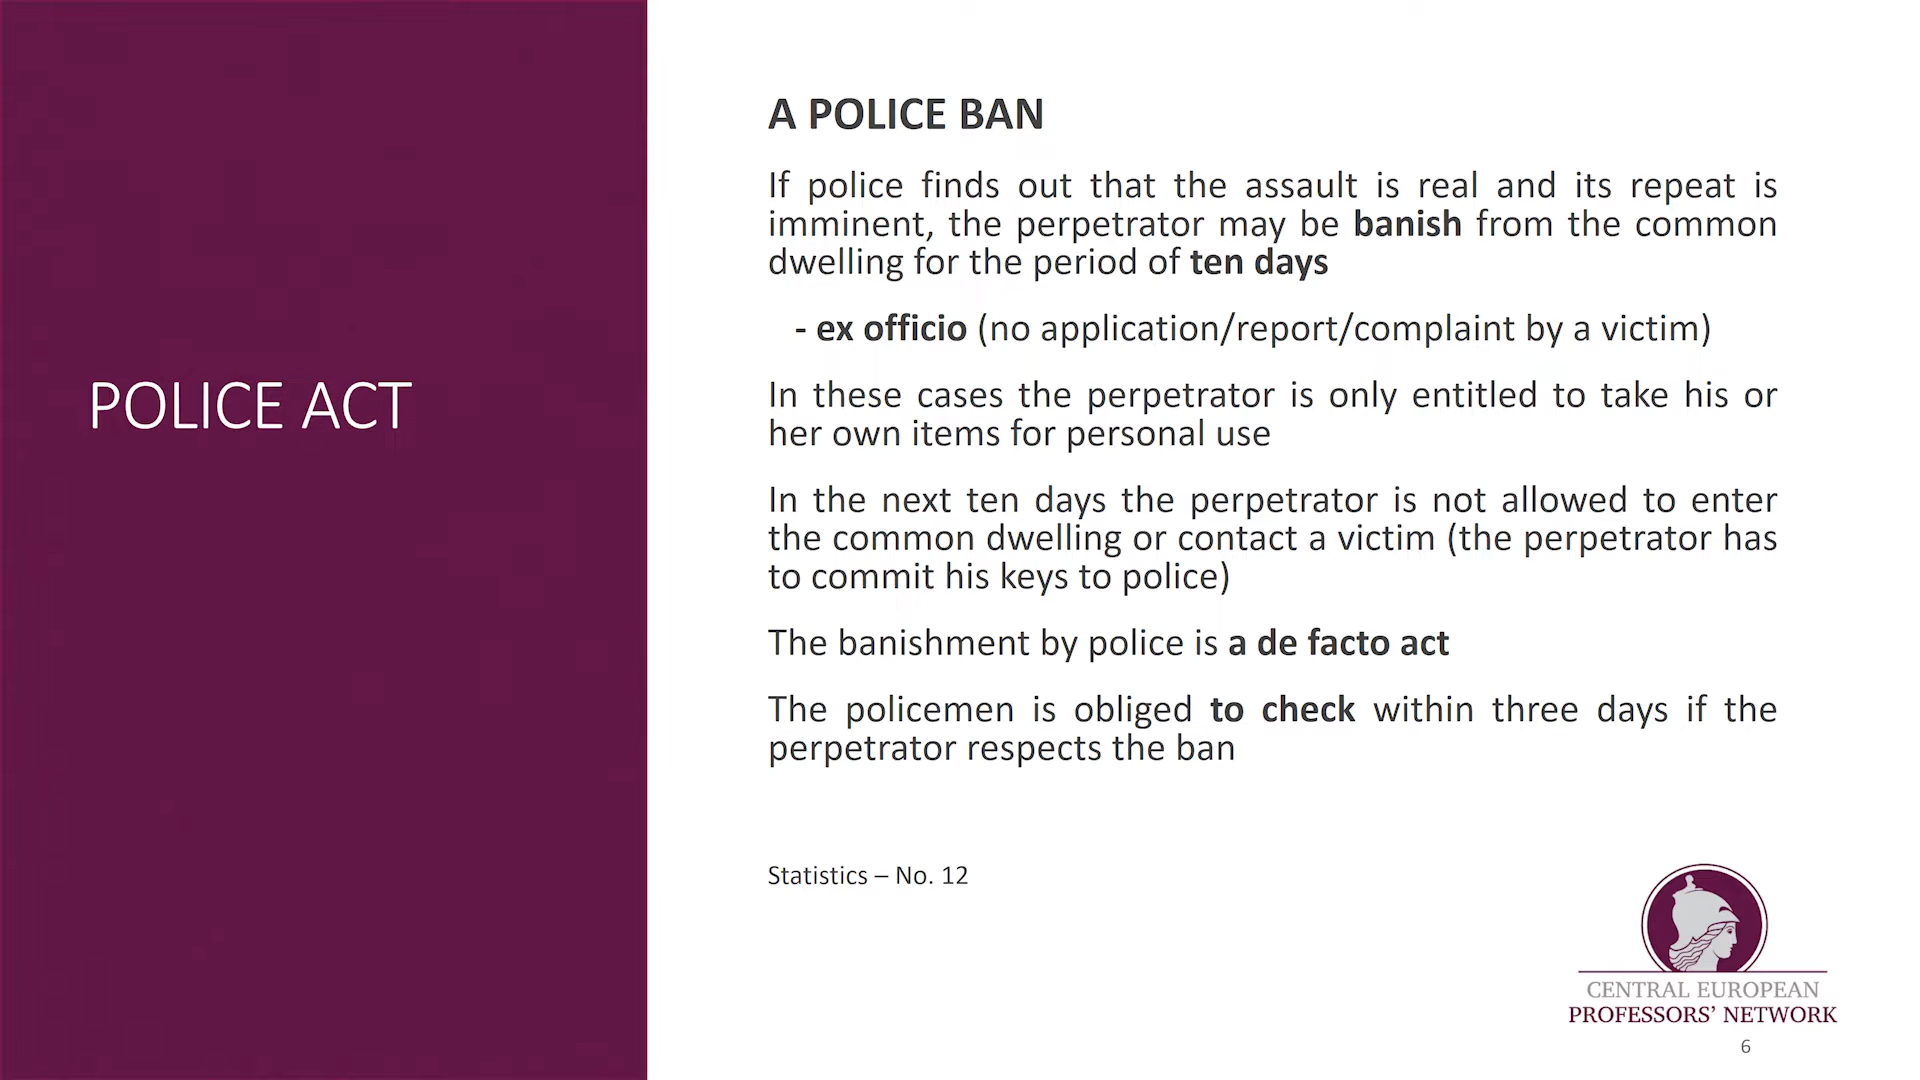 POLICE ACT
A POLICE BAN
If police finds out that the assault is real and its repeat is
imminent, the perpetrator may be banish from the common
dwelling for the period of ten days
- ex officio (no application/report/complaint by a victim)
In these cases the perpetrator is only entitled to take his or
her own items for personal use
In the next ten days the perpetrator is not allowed to enter
the common dwelling or contact a victim (the perpetrator has
to commit his keys to police)
The banishment by police is a de facto act
The policemen is obliged to check within three days if the
perpetrator respects the ban
Statistics – No. 12
CENTRAL EUROPEAN
PROFESSORS’ NETWORK
6